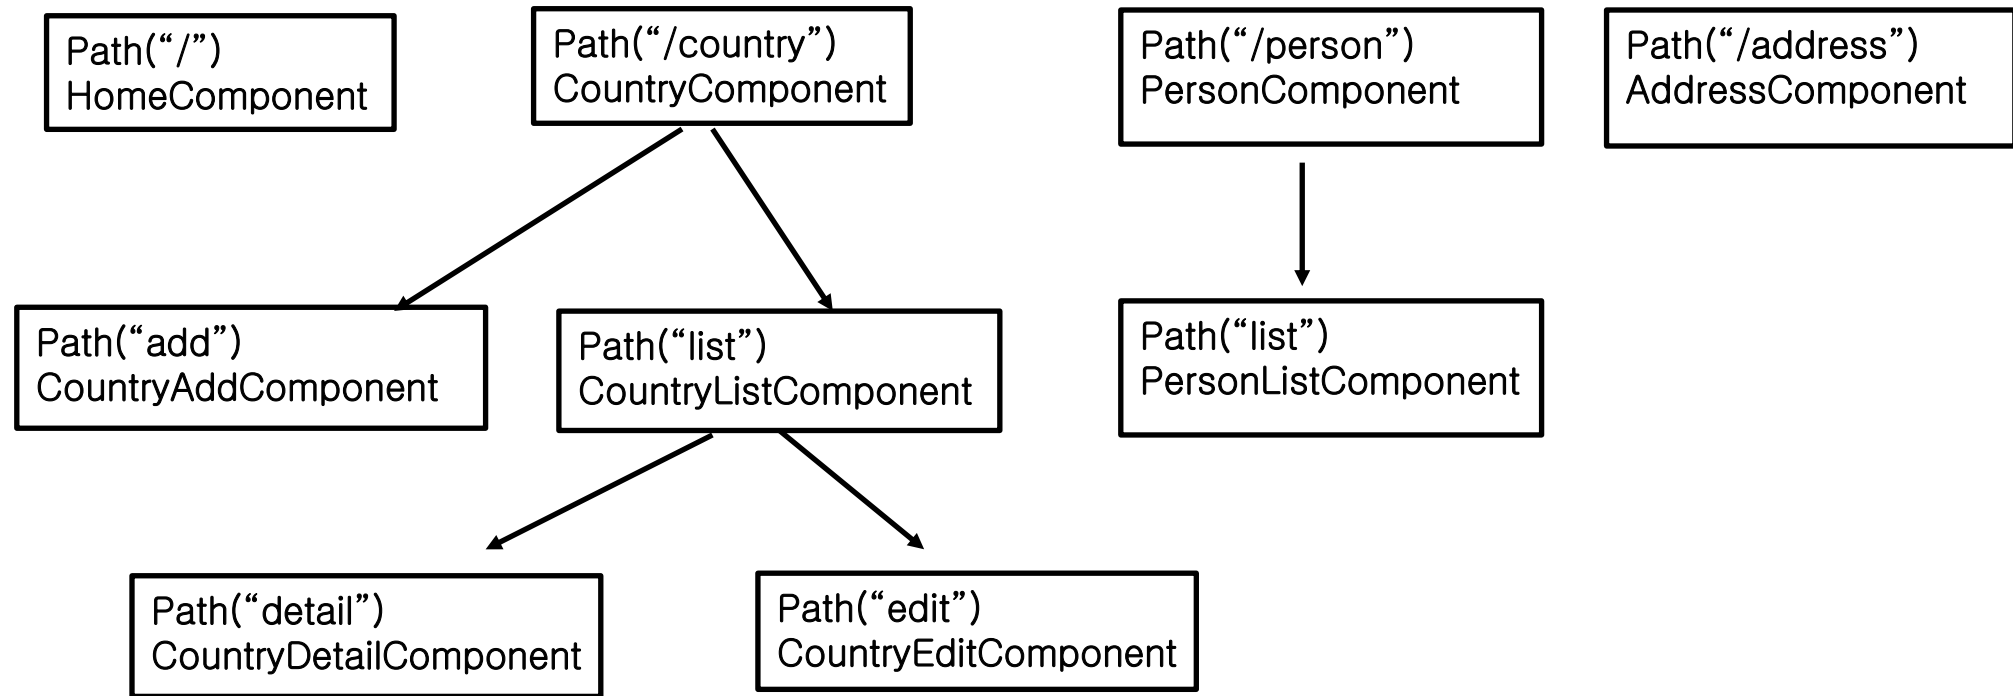 Path(“/”)
HomeComponent
Path(“/country”)
CountryComponent
Path(“/person”)
PersonComponent
Path(“/address”)
AddressComponent
Path(“add”)
CountryAddComponent
Path(“list”)
CountryListComponent
Path(“list”)
PersonListComponent
Path(“detail”)
CountryDetailComponent
Path(“edit”)
CountryEditComponent